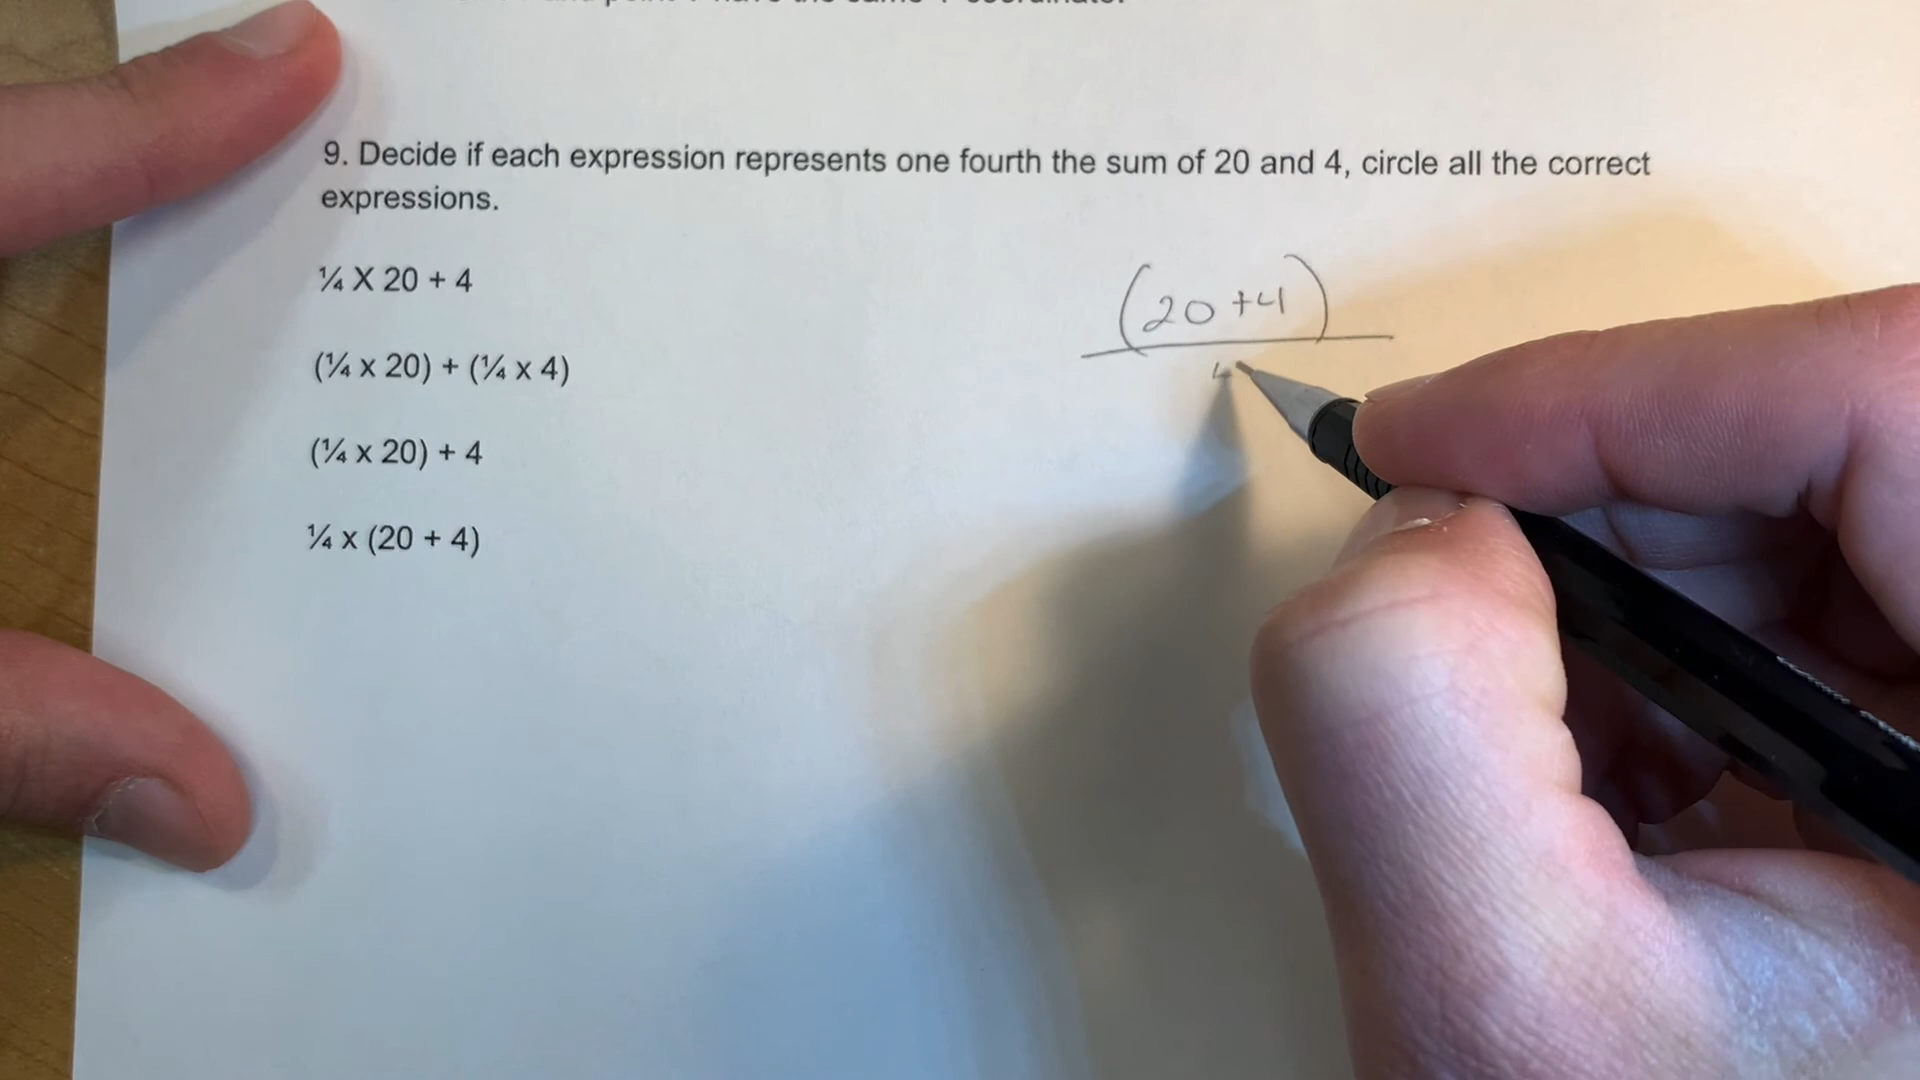 9. Decide if each expression represents one fourth the sum of 20 and 4, circle all the correct
expressions.
¼ X 20 + 4
(¼ x 20) + (¼ x 4)
(¼ x 20) + 4
¼ x (20 + 4)
(20 +4)
4